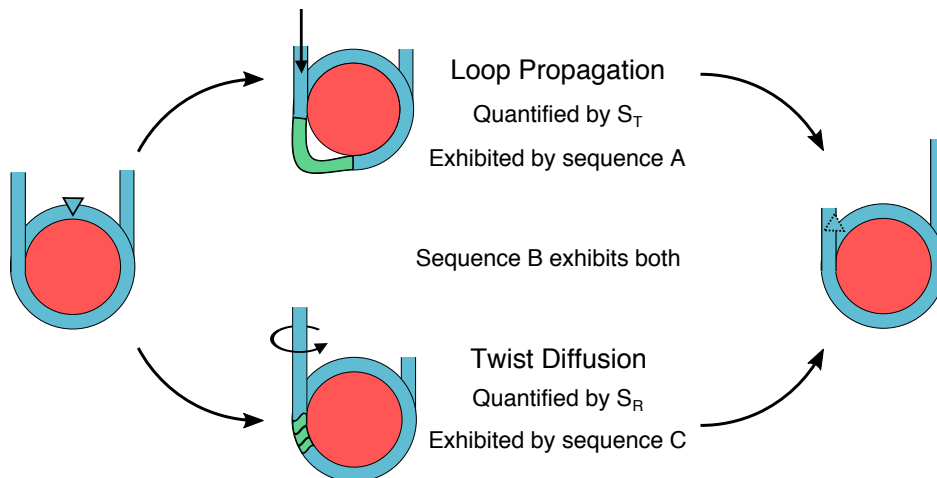 Loop Propagation
Quantified by S_T
Exhibited by sequence A
Sequence B exhibits both
Twist Diffusion
Quantified by S_R
Exhibited by sequence C